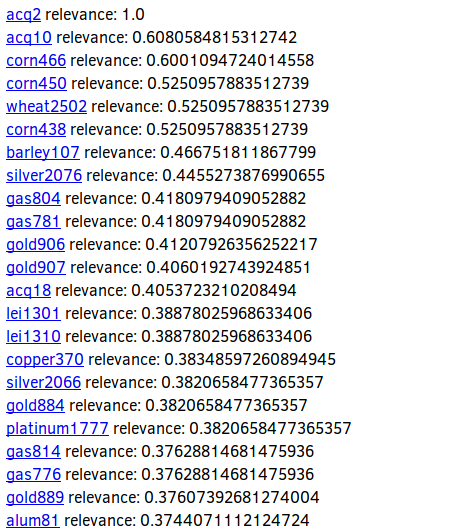 acq2 relevance: 1.0
acq10 relevance: 0.6080584815312742
corn466 relevance: 0.6001094724014558
corn450 relevance: 0.5250957883512739
wheat2502 relevance: 0.5250957883512739
corn438 relevance: 0.5250957883512739
barley107 relevance: 0.466751811867799
silver2076 relevance: 0.4455273876990655
gas804 relevance: 0.4180979409052882
gas781 relevance: 0.4180979409052882
gold906 relevance: 0.41207926356252217
gold907 relevance: 0.4060192743924851
acq18 relevance: 0.4053723210208494
lei1301 relevance: 0.38878025968633406
lei1310 relevance: 0.38878025968633406
copper370 relevance: 0.38348597260894945
silver2066 relevance: 0.3820658477365357
gold884 relevance: 0.3820658477365357
platinum1777 relevance: 0.3820658477365357
gas814 relevance: 0.37628814681475936
gas776 relevance: 0.37628814681475936
gold889 relevance: 0.37607392681274004
alum81 relevance: 0.3744071112124724